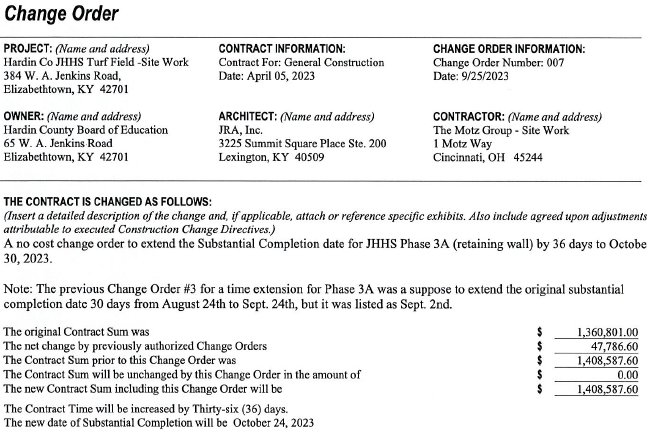 Change Order
PROJECT: (Name and address)
Hardin Co JHHS Turf Field -Site Work
384 W. A. Jenkins Road,
Elizabethtown, KY 42701
CONTRACT INFORMATION:
Contract For: General Construction
Date: April 05, 2023
CHANGE ORDER INFORMATION:
Change Order Number: 007
Date: 9/25/2023
OWNER: (Name and address)
Hardin County Board of Education
65 W. A. Jenkins Road
Elizabethtown, KY 42701
ARCHITECT: (Name and address)
JRA, Inc.
3225 Summit Square Place Ste. 200
Lexington, KY 40509
CONTRACTOR: (Name and address)
The Motz Group - Site Work
1 Motz Way
Cincinnati, OH 45244
THE CONTRACT IS CHANGED AS FOLLOWS:
(Insert a detailed description of the change and, if applicable, attach or reference specific exhibits. Also include agreed upon adjustments
attributable to executed Construction Change Directives.)
A no cost change order to extend the Substantial Completion date for JHHS Phase 3A (retaining wall) by 36 days to Octobe
30, 2023.
Note: The previous Change Order #3 for a time extension for Phase 3A was a suppose to extend the original substantial
completion date 30 days from August 24th to Sept. 24th, but it was listed as Sept. 2nd.
The original Contract Sum was $ 1,360,801.00
The net change by previously authorized Change Orders $ 47,786.60
The Contract Sum prior to this Change Order was $ 1,408,587.60
The Contract Sum will be unchanged by this Change Order in the amount of $ 0.00
The new Contract Sum including this Change Order will be $ 1,408,587.60
The Contract Time will be increased by Thirty-six (36) days.
The new date of Substantial Completion will be October 24, 2023